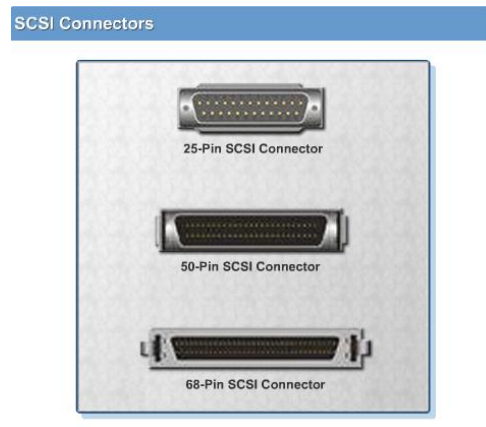 SCSI Connectors
25-Pin SCSI Connector
50-Pin SCSI Connector
68-Pin SCSI Connector